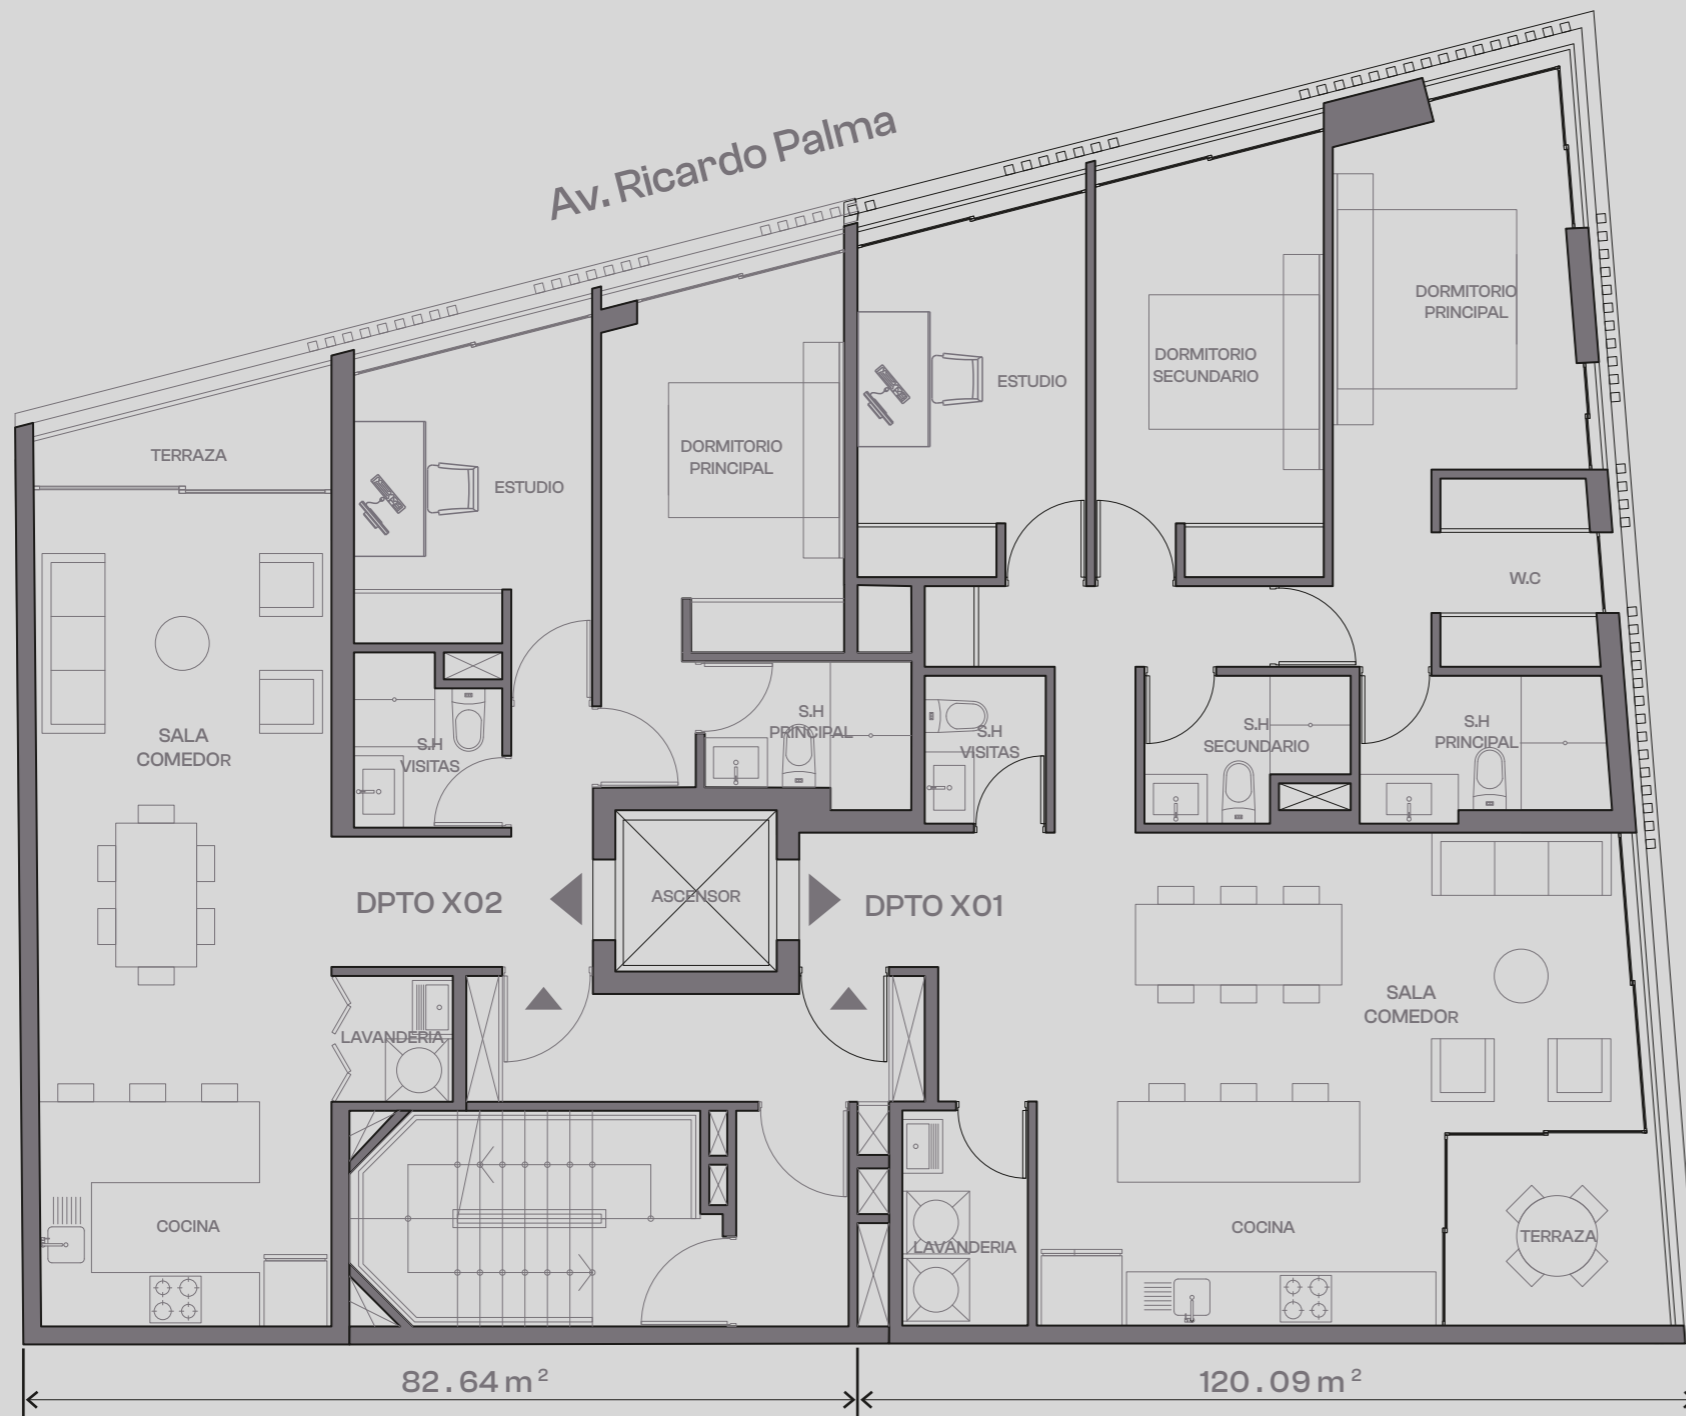 Av. Ricardo Palma
DORMITORIO
PRINCIPAL
DORMITORIO
SECUNDARIO
ESTUDIO
TERRAZA
DORMITORIO
PRINCIPAL
ESTUDIO
W.C
SALA
COMEDOR
S.H
VISITAS
S.H
PRINCIPAL
S.H
VISITAS
S.H
SECUNDARIO
S.H
PRINCIPAL
DPTO X02
ASCENSOR
DPTO X01
SALA
COMEDOR
LAVANDERIA
COCINA
LAVANDERIA
COCINA
TERRAZA
82.64 m²
120.09 m²